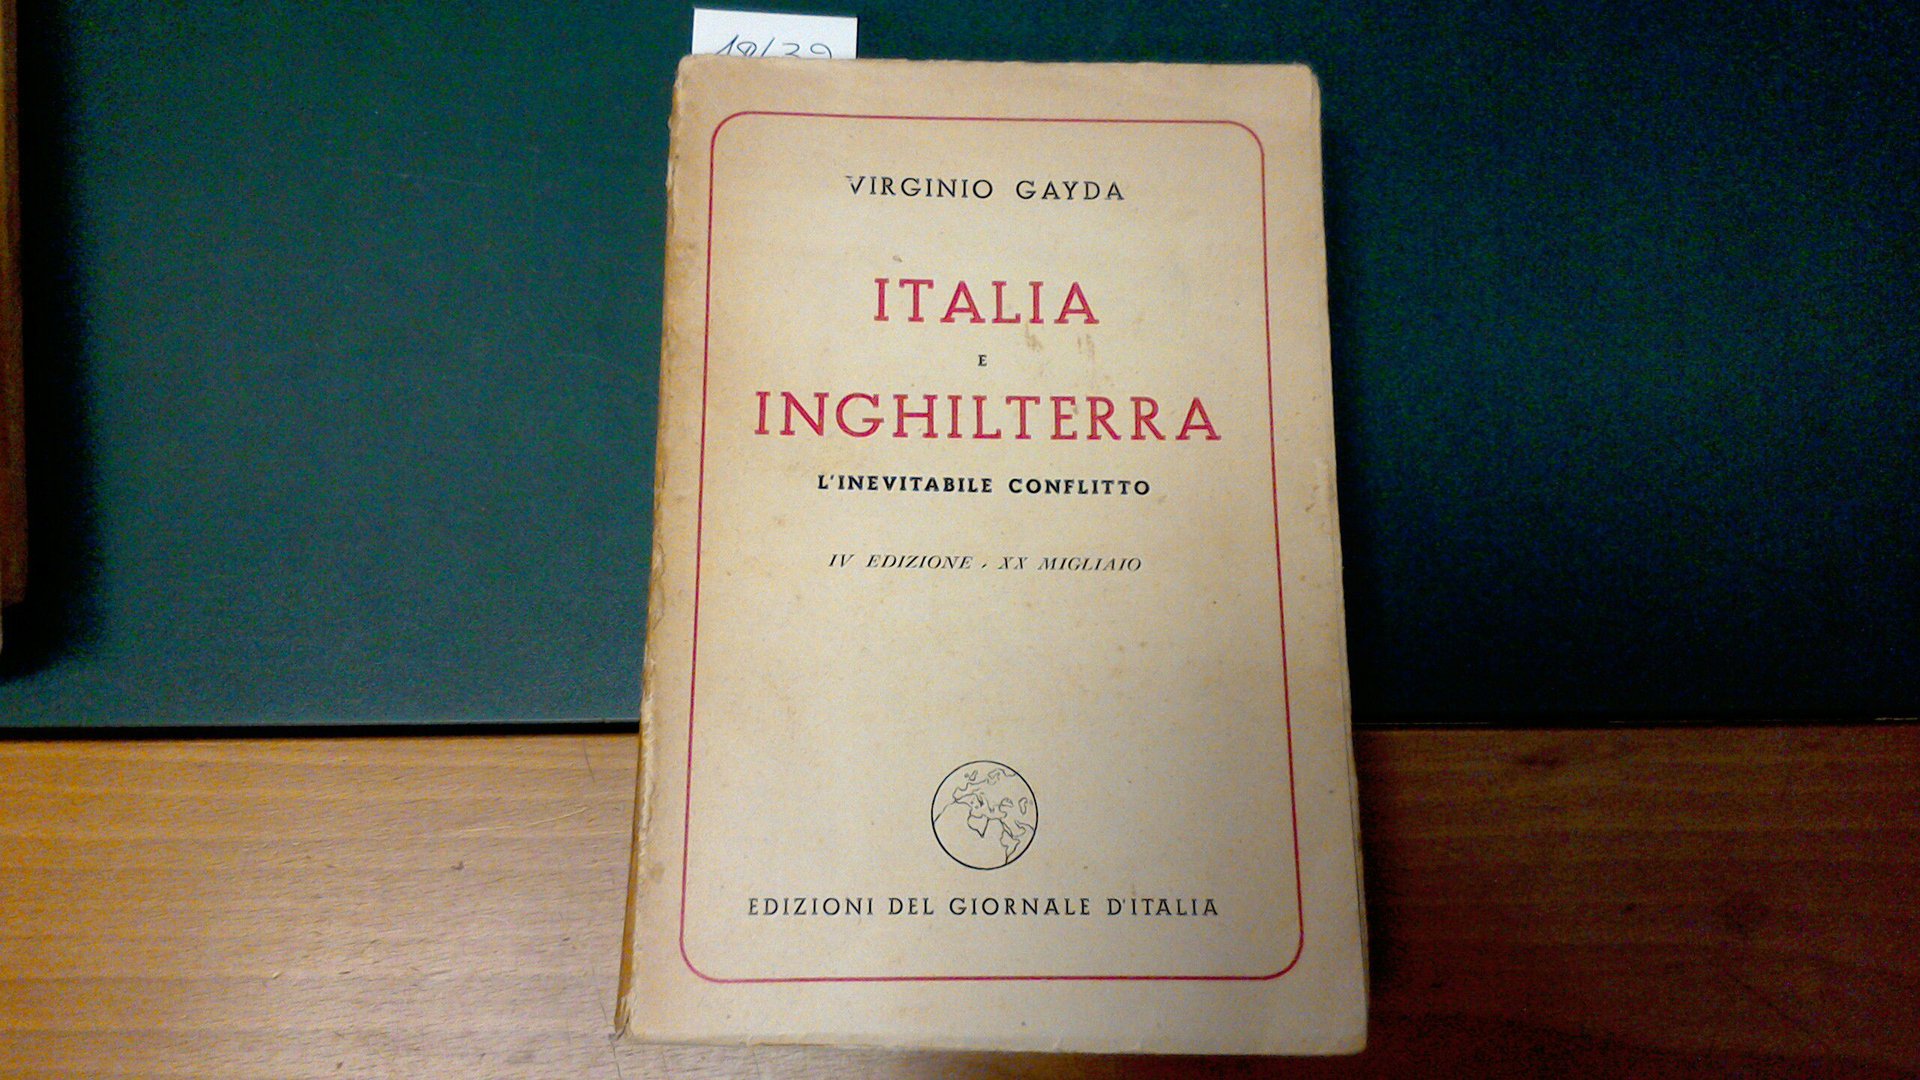 VIRGINIO GAYDA
ITALIA
E
INGHILTERRA
L'INEVITABILE CONFLITTO
IV EDIZIONE - XX MIGLIAIO
EDIZIONI DEL GIORNALE D'ITALIA